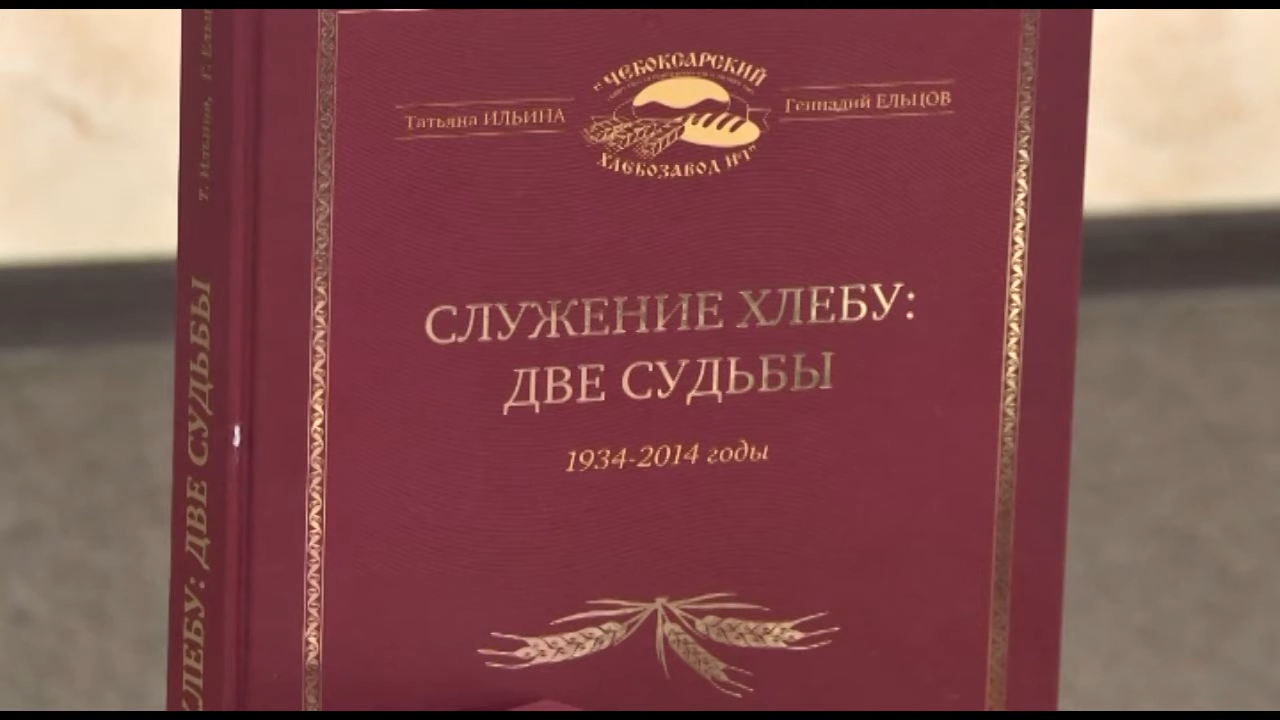 "ЧЕБОКСАРСКИЙ
ХЛЕБОЗАВОД №1"
Татьяна ИЛЬИНА
Геннадий ЕЛЬЦОВ
СЛУЖЕНИЕ ХЛЕБУ:
ДВЕ СУДЬБЫ
1934-2014 годы
Т. Ильина, Г.
ХЛЕБУ: ДВЕ СУДЬБЫ